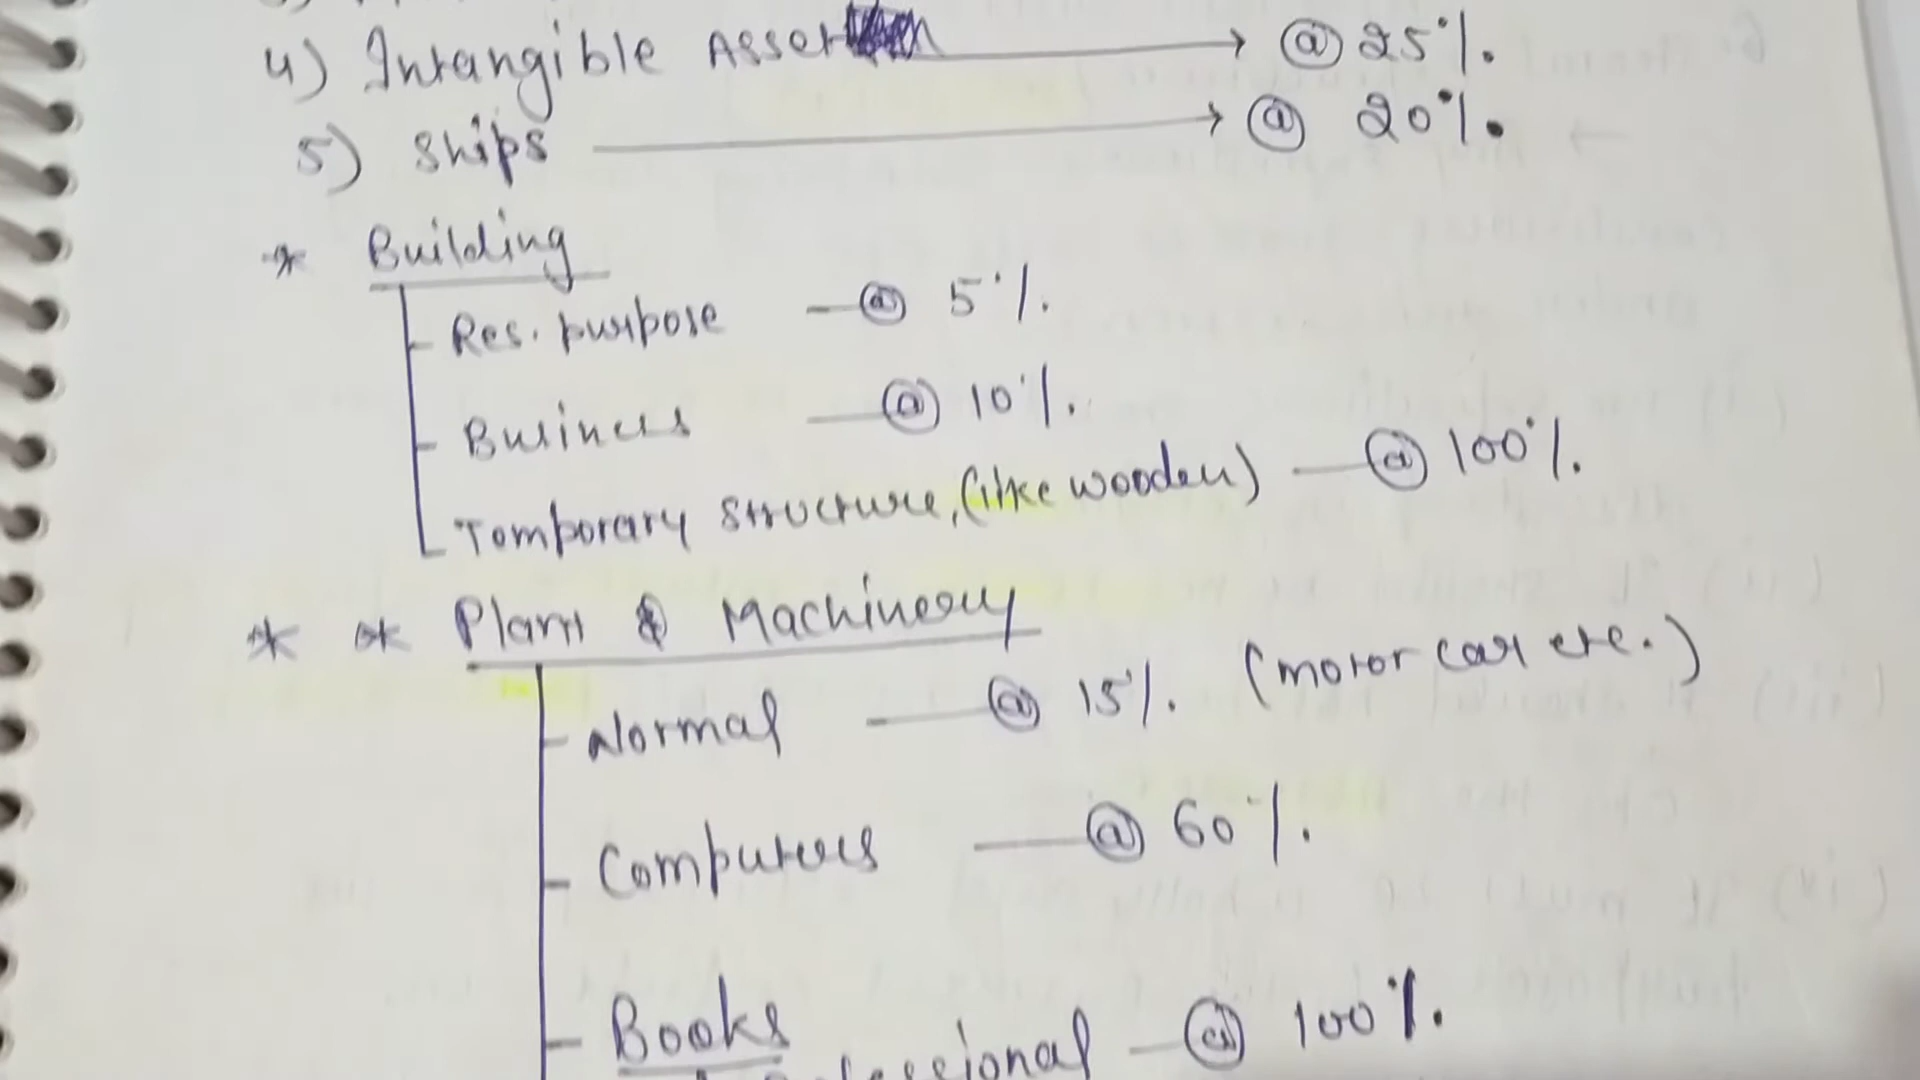 4) Intangible Asset → @ 25%.
5) Ships → @ 20%.
* Building
Res. purpose — @ 5%.
Business — @ 10%.
Temporary structure, (like wooden) — @ 100%.
* * Plant & Machinery
Normal — @ 15%. (motor car etc.)
Computers — @ 60%.
Books — @ 100%.